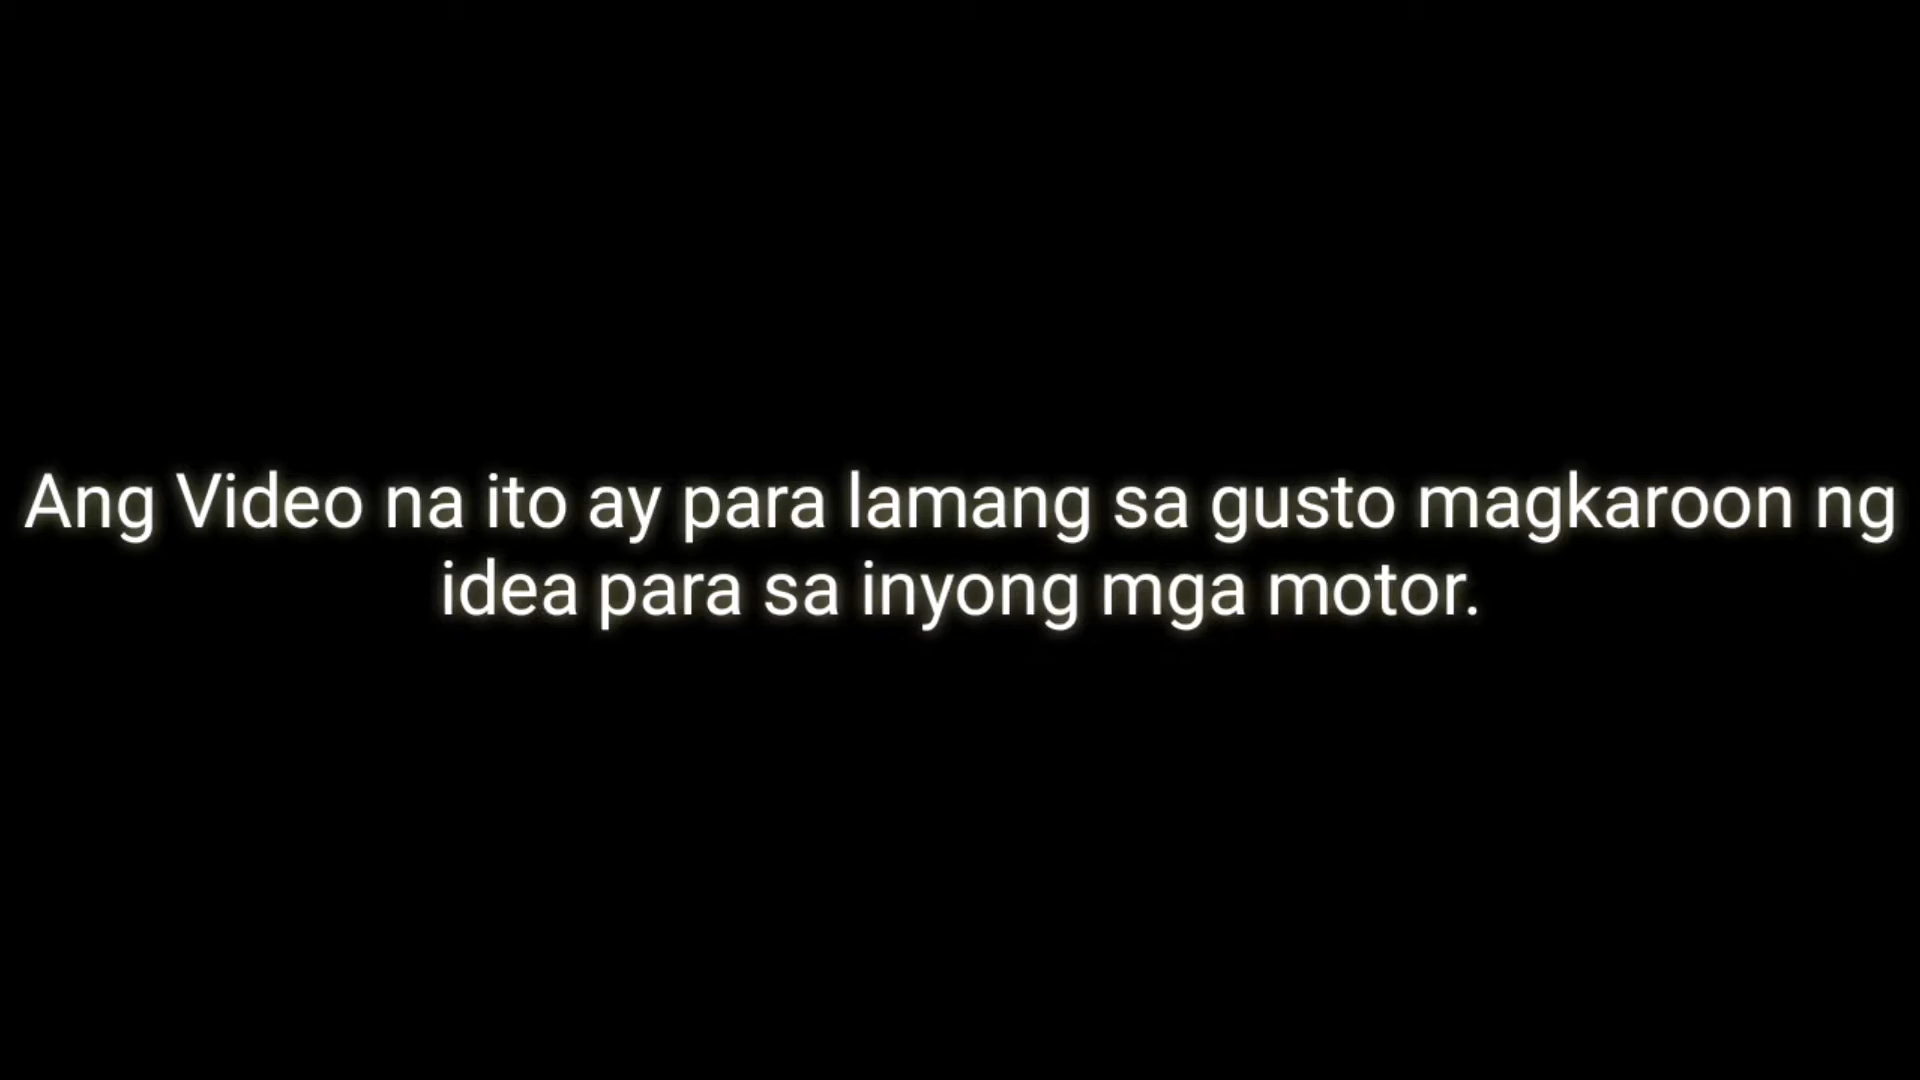 Ang Video na ito ay para lamang sa gusto magkaroon ng
idea para sa inyong mga motor.